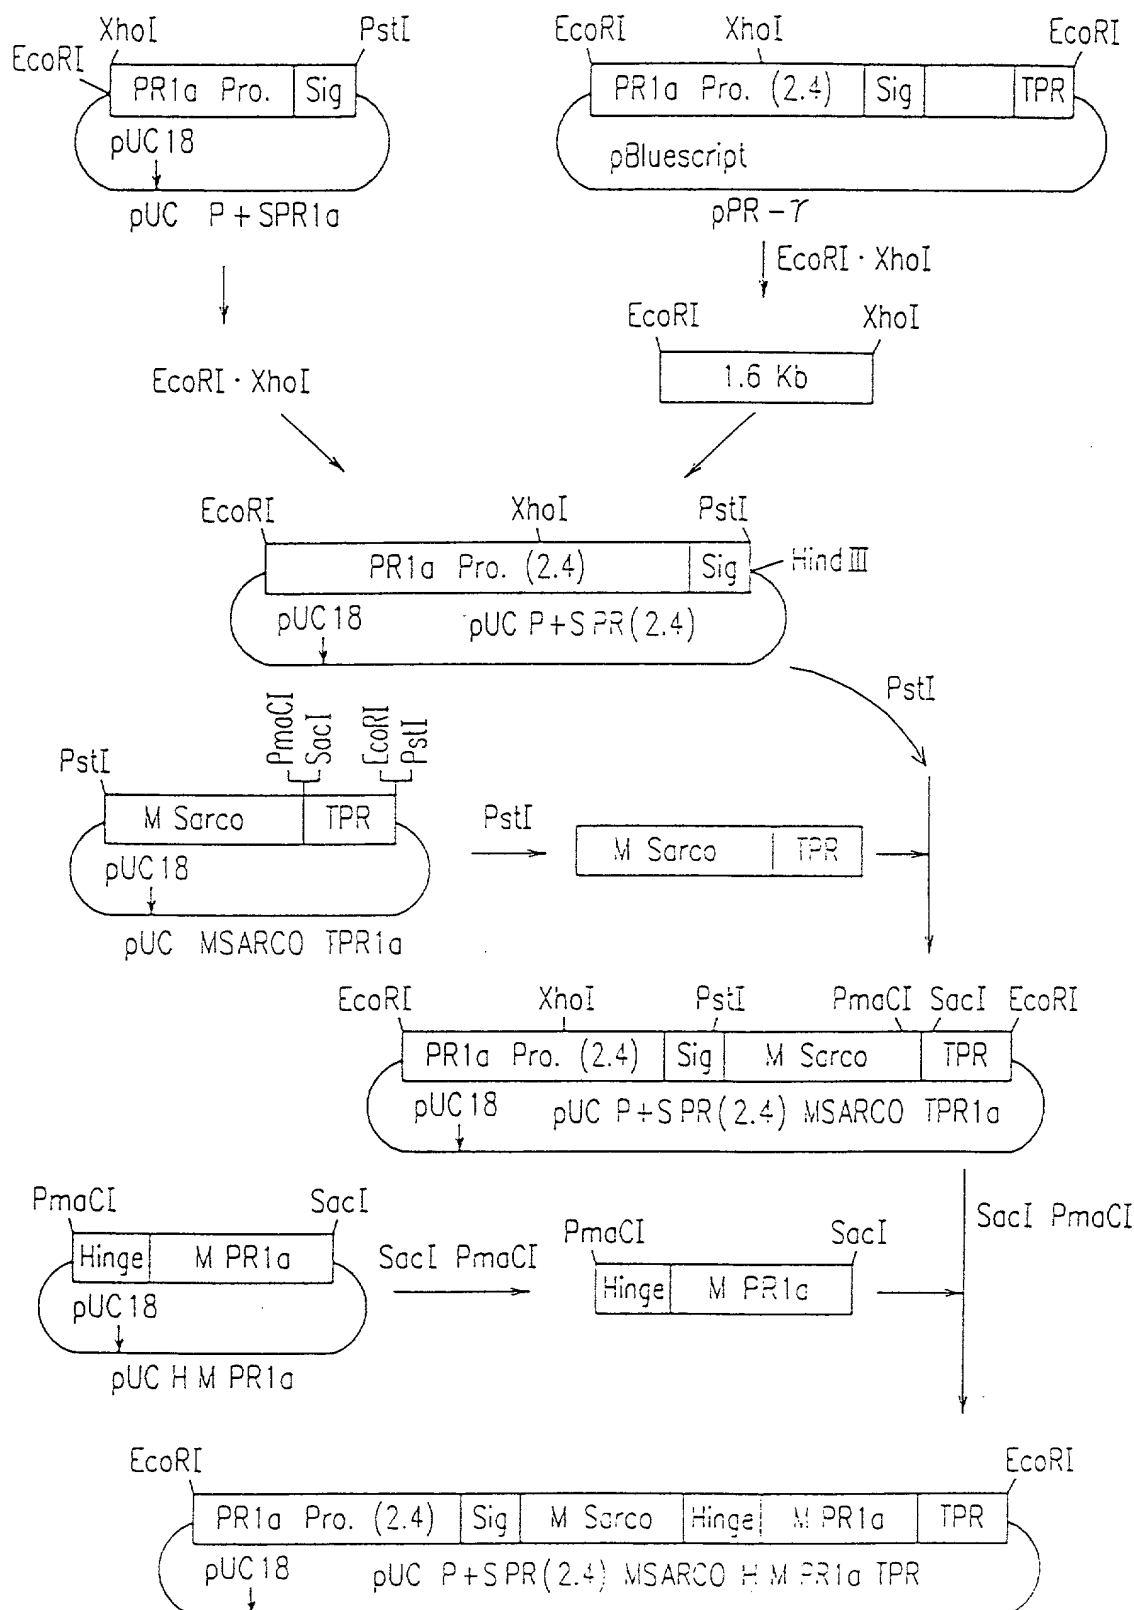 XhoI
PstI
EcoRI
PR1a Pro.
Sig
pUC18
pUC P+SPR1a
EcoRI
XhoI
EcoRI
PR1a Pro. (2.4)
Sig
TPR
pBluescript
pPR-γ
EcoRI · XhoI
EcoRI
XhoI
1.6 Kb
EcoRI · XhoI
EcoRI
XhoI
PstI
PR1a Pro. (2.4)
Sig
Hind III
pUC18
pUC P+SPR(2.4)
PstI
PstI
PmaCI
SacI
EcoRI
PstI
M Sarco
TPR
pUC18
pUC MSARCO TPR1a
PstI
M Sarco
TPR
EcoRI
XhoI
PstI
PmaCI
SacI
EcoRI
PR1a Pro. (2.4)
Sig
M Sarco
TPR
pUC18
pUC P+SPR(2.4) MSARCO TPR1a
SacI PmaCI
PmaCI
SacI
Hinge
M PR1a
pUC18
pUC H M PR1a
SacI PmaCI
PmaCI
SacI
Hinge
M PR1a
EcoRI
EcoRI
PR1a Pro. (2.4)
Sig
M Sarco
Hinge
M PR1a
TPR
pUC18
pUC P+SPR(2.4) MSARCO H M PR1a TPR